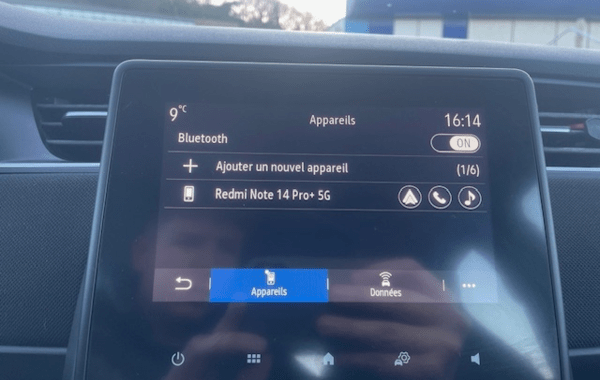 9°C Appareils 16:14
Bluetooth ON
+ Ajouter un nouvel appareil (1/6)
Redmi Note 14 Pro+ 5G
Appareils Données ...